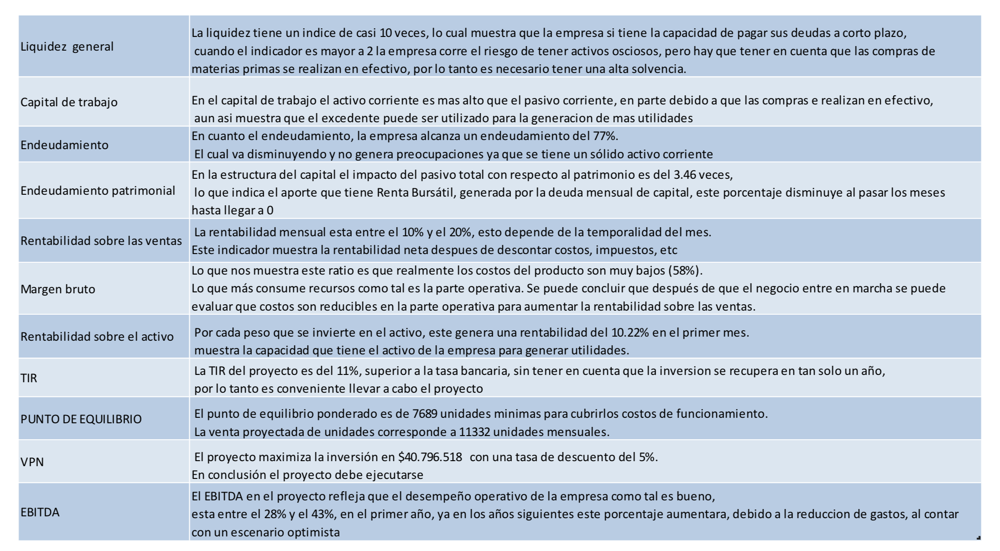 Liquidez  general
La liquidez tiene un indice de casi 10 veces, lo cual muestra que la empresa si tiene la capacidad de pagar sus deudas a corto plazo,
cuando el indicador es mayor a 2 la empresa corre el riesgo de tener activos osciosos, pero hay que tener en cuenta que las compras de
materias primas se realizan en efectivo, por lo tanto es necesario tener una alta solvencia.
Capital de trabajo
En el capital de trabajo el activo corriente es mas alto que el pasivo corriente, en parte debido a que las compras e realizan en efectivo,
aun asi muestra que el excedente puede ser utilizado para la generacion de mas utilidades
Endeudamiento
En cuanto el endeudamiento, la empresa alcanza un endeudamiento del 77%.
El cual va disminuyendo y no genera preocupaciones ya que se tiene un sólido activo corriente
Endeudamiento patrimonial
En la estructura del capital el impacto del pasivo total con respecto al patrimonio es del 3.46 veces,
lo que indica el aporte que tiene Renta Bursátil, generada por la deuda mensual de capital, este porcentaje disminuye al pasar los meses
hasta llegar a 0
Rentabilidad sobre las ventas
La rentabilidad mensual esta entre el 10% y el 20%, esto depende de la temporalidad del mes.
Este indicador muestra la rentabilidad neta despues de descontar costos, impuestos, etc
Margen bruto
Lo que nos muestra este ratio es que realmente los costos del producto son muy bajos (58%).
Lo que más consume recursos como tal es la parte operativa. Se puede concluir que después de que el negocio entre en marcha se puede
evaluar que costos son reducibles en la parte operativa para aumentar la rentabilidad sobre las ventas.
Rentabilidad sobre el activo
Por cada peso que se invierte en el activo, este genera una rentabilidad del 10.22% en el primer mes.
muestra la capacidad que tiene el activo de la empresa para generar utilidades.
TIR
La TIR del proyecto es del 11%, superior a la tasa bancaria, sin tener en cuenta que la inversion se recupera en tan solo un año,
por lo tanto es conveniente llevar a cabo el proyecto
PUNTO DE EQUILIBRIO
El punto de equilibrio ponderado es de 7689 unidades minimas para cubrirlos costos de funcionamiento.
La venta proyectada de unidades corresponde a 11332 unidades mensuales.
VPN
El proyecto maximiza la inversión en $40.796.518  con una tasa de descuento del 5%.
En conclusión el proyecto debe ejecutarse
EBITDA
El EBITDA en el proyecto refleja que el desempeño operativo de la empresa como tal es bueno,
esta entre el 28% y el 43%, en el primer año, ya en los años siguientes este porcentaje aumentara, debido a la reduccion de gastos, al contar
con un escenario optimista